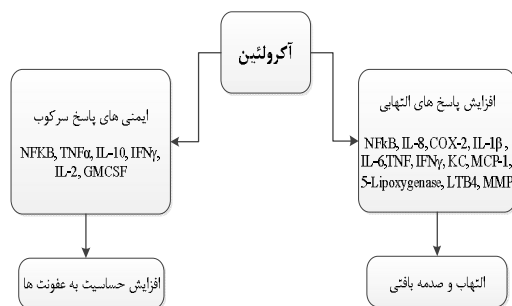 آکرولئین
افزایش پاسخ های التهابی
NFkB, IL-8, COX-2, IL-1β,
IL-6,TNF, IFNγ, KC, MCP-1,
5-Lipoxygenase, LTB4, MMP
ایمنی های پاسخ سرکوب
NFKB, TNFα, IL-10, IFNγ,
IL-2, GMCSF
التهاب و صدمه بافتی
افزایش حساسیت به عفونت ها